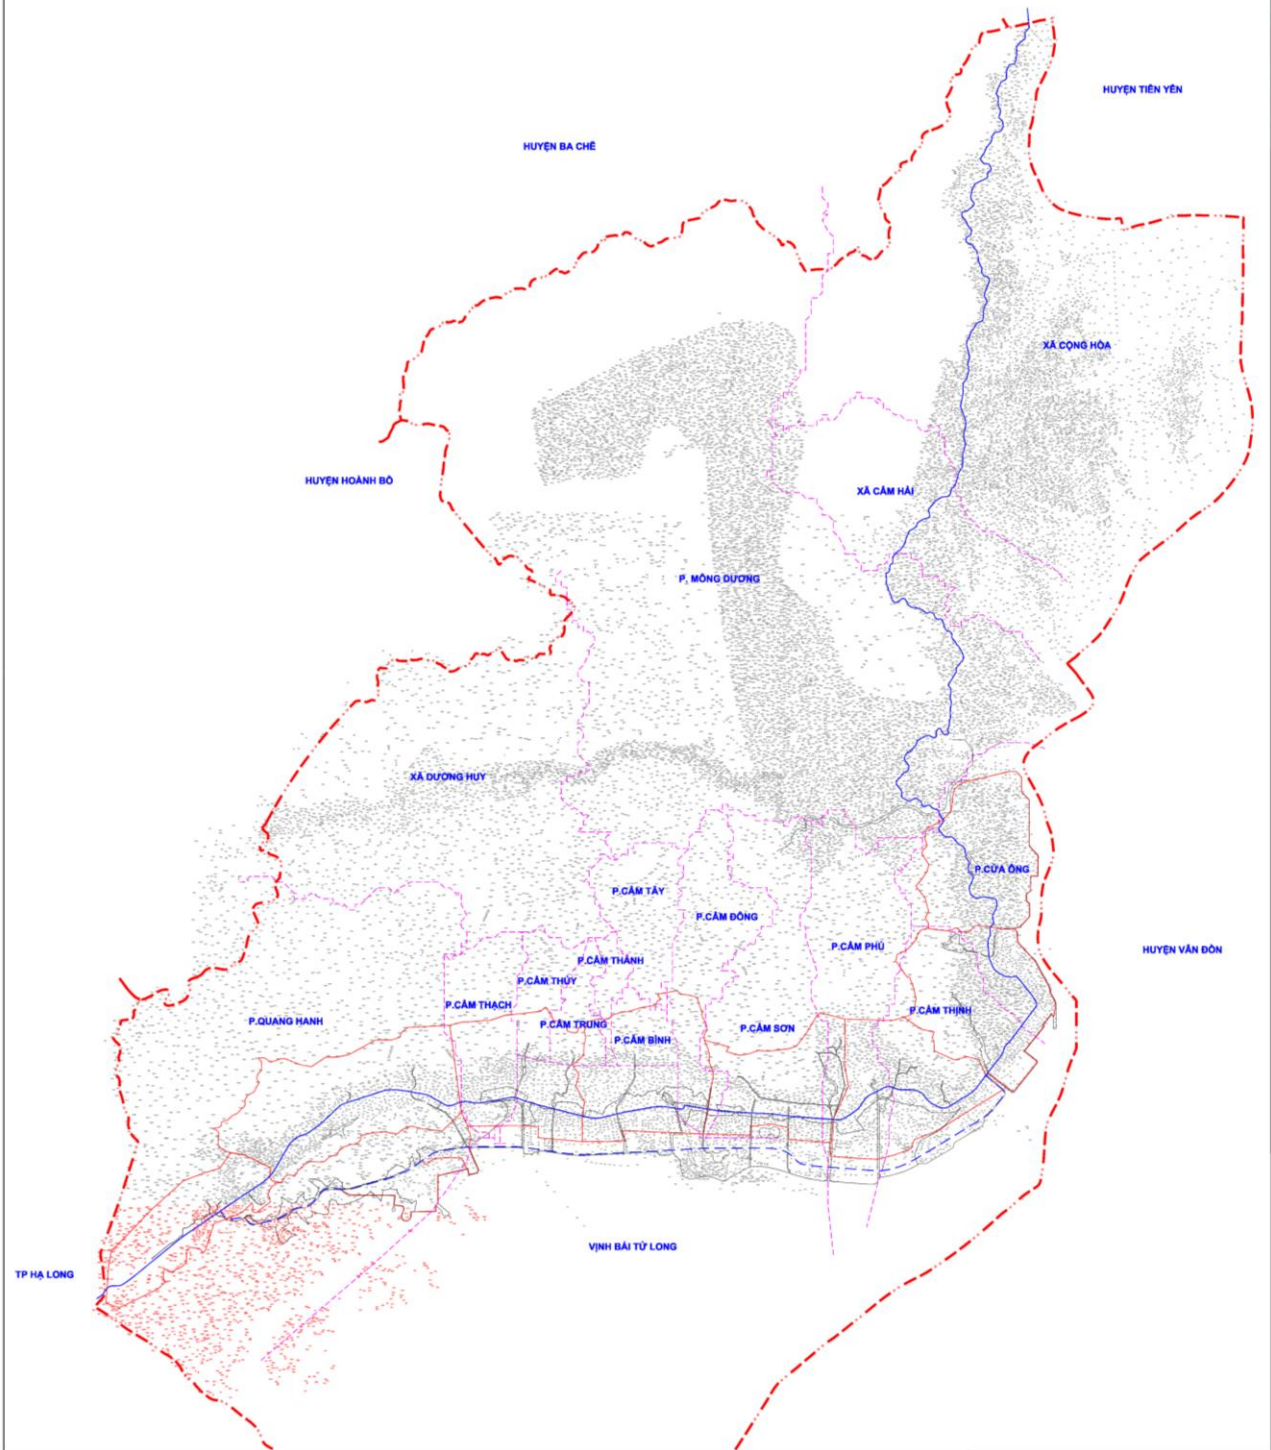 HUYỆN TIÊN YÊN
HUYỆN BA CHẼ
XÃ CỘNG HÒA
HUYỆN HOÀNH BỒ
XÃ CẨM HẢI
P, MÔNG DƯƠNG
XÃ DƯƠNG HUY
P.CỬA ÔNG
P.CẨM TÂY
P.CẨM ĐÔNG
P.CẨM PHÚ
HUYỆN VÂN ĐỒN
P.CẨM THÀNH
P.CẨM THỦY
P.CẨM THẠCH
P.CẨM THỊNH
P.QUANG HANH
P.CẨM TRUNG
P.CẨM SƠN
P.CẨM BÌNH
VỊNH BÁI TỬ LONG
TP HẠ LONG